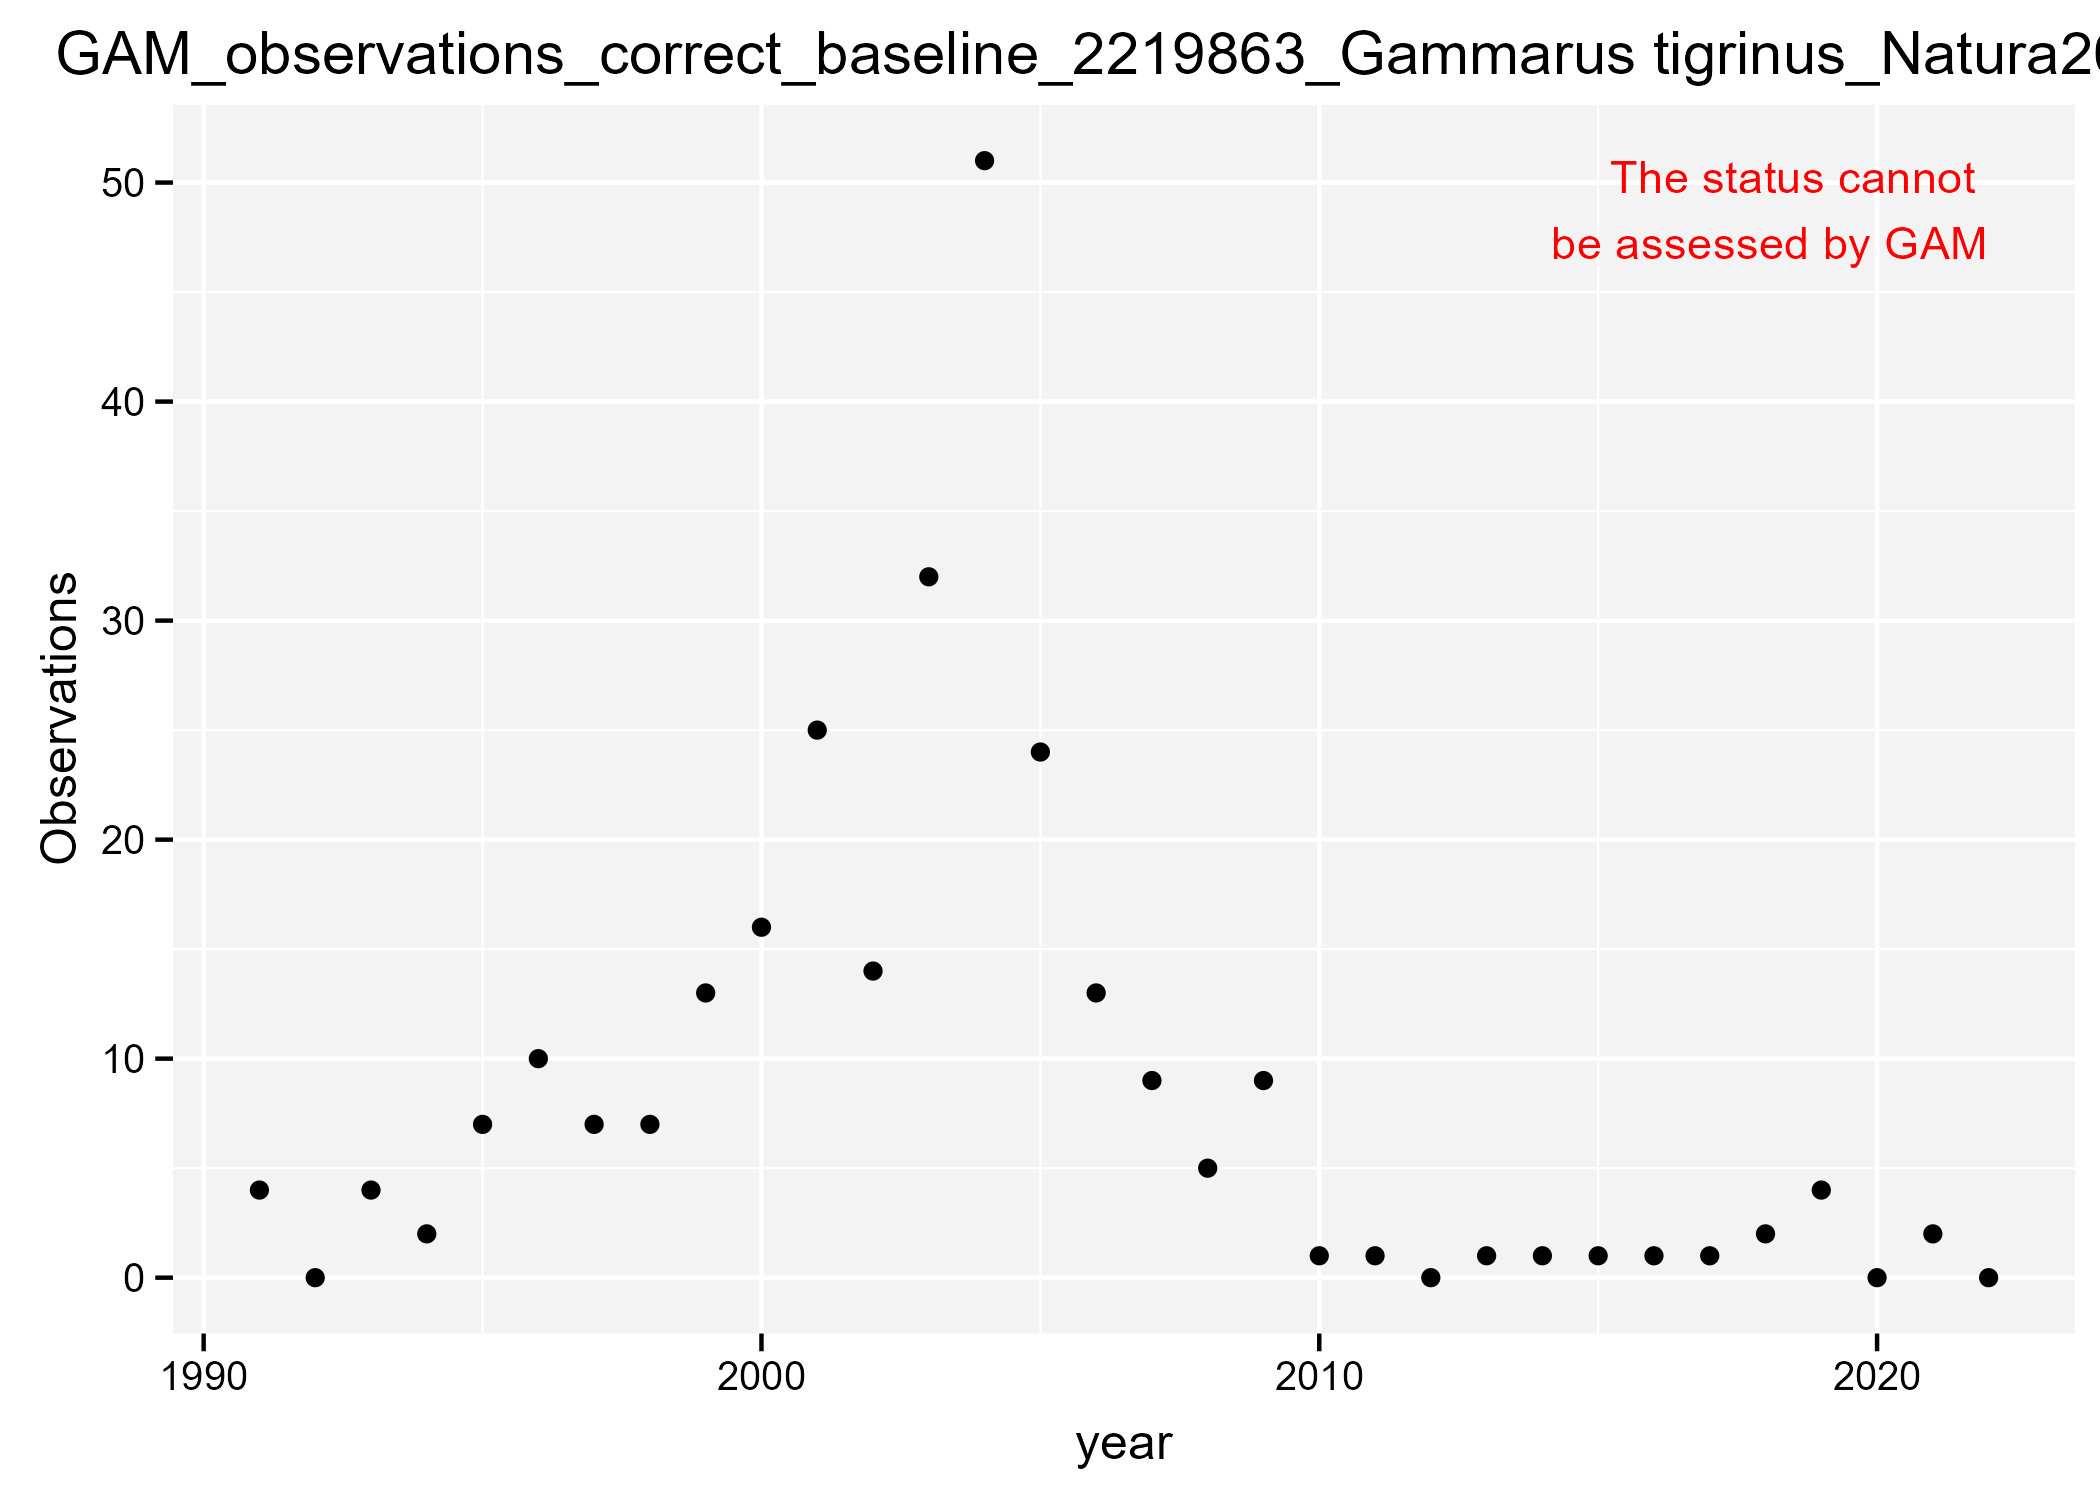 GAM_observations_correct_baseline_2219863_Gammarus tigrinus_Natura20
The status cannot
be assessed by GAM
50
40
30
20
10
0
Observations
1990
2000
2010
2020
year